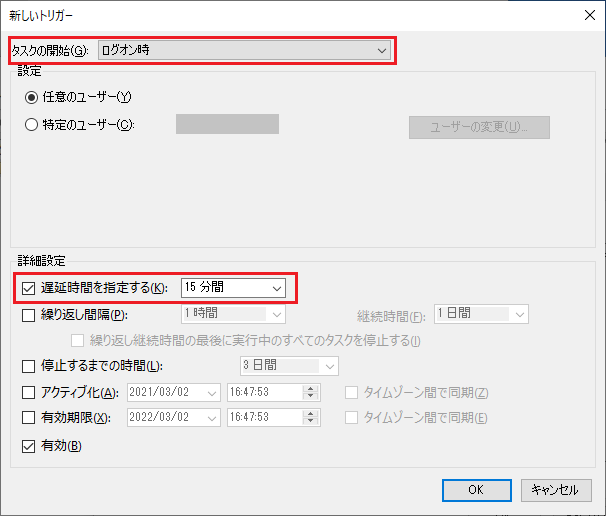 新しいトリガー
タスクの開始(G): ログオン時
設定
任意のユーザー(Y)
特定のユーザー(C): ユーザーの変更(U)...
詳細設定
遅延時間を指定する(K): 15 分間
繰り返し間隔(P): 1 時間 継続時間(F): 1 日間
繰り返し継続時間の最後に実行中のすべてのタスクを停止する(I)
停止するまでの時間(L): 3 日間
アクティブ化(A): 2021/03/02 16:47:53 タイムゾーン間で同期(Z)
有効期限(X): 2022/03/02 16:47:53 タイムゾーン間で同期(E)
有効(B)
OK キャンセル